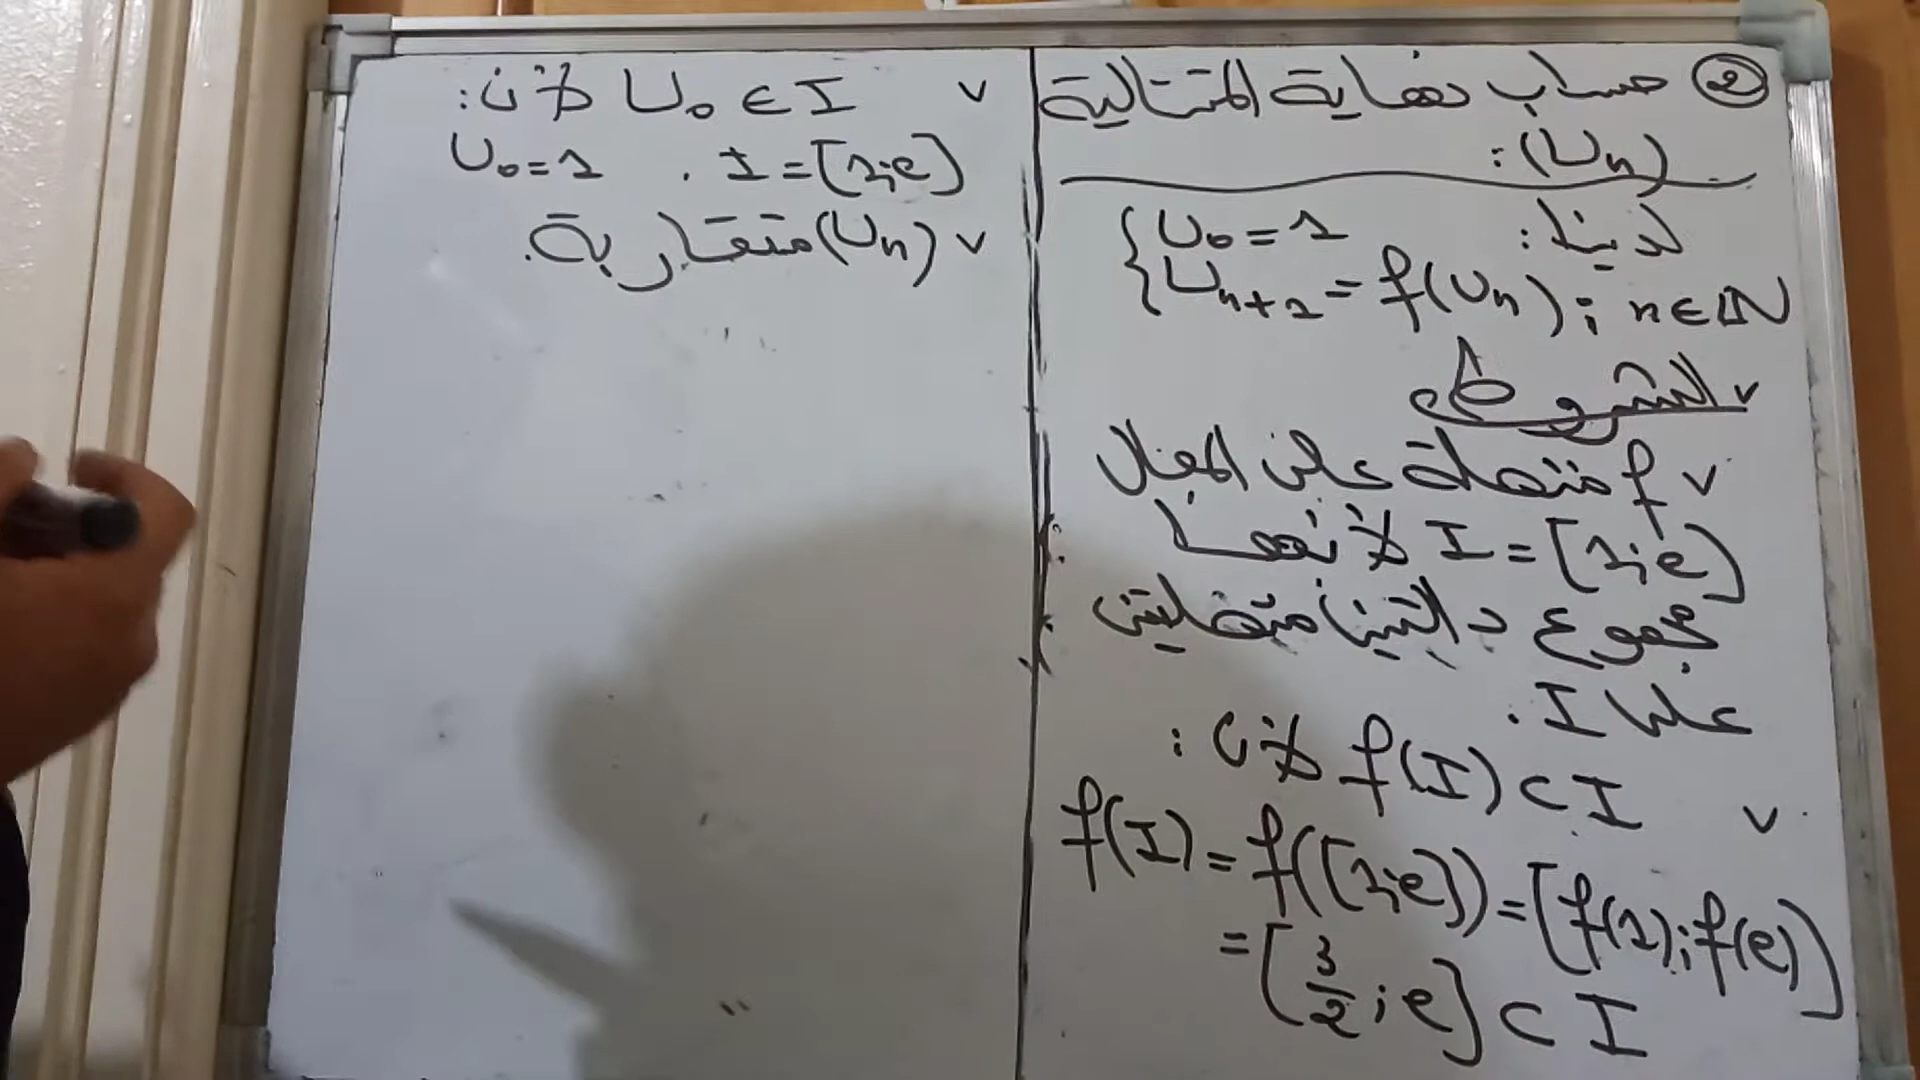 ② حساب نهاية المتتالية
(Un):
لدينا: { U0 = 1
{ Un+1 = f(Un); n∈IN
✓ الشروط
✓ f متصلة على المجال
I = [1;e] لأنها
مجموع دالتين متصلتين
على I.
✓ f(I) ⊂ I لأن:
f(I) = f([1;e]) = [f(1);f(e)]
= [3/2;e] ⊂ I
✓ U0 ∈ I لأن:
U0 = 1 . I = [1;e]
✓ (Un) متقاربة.